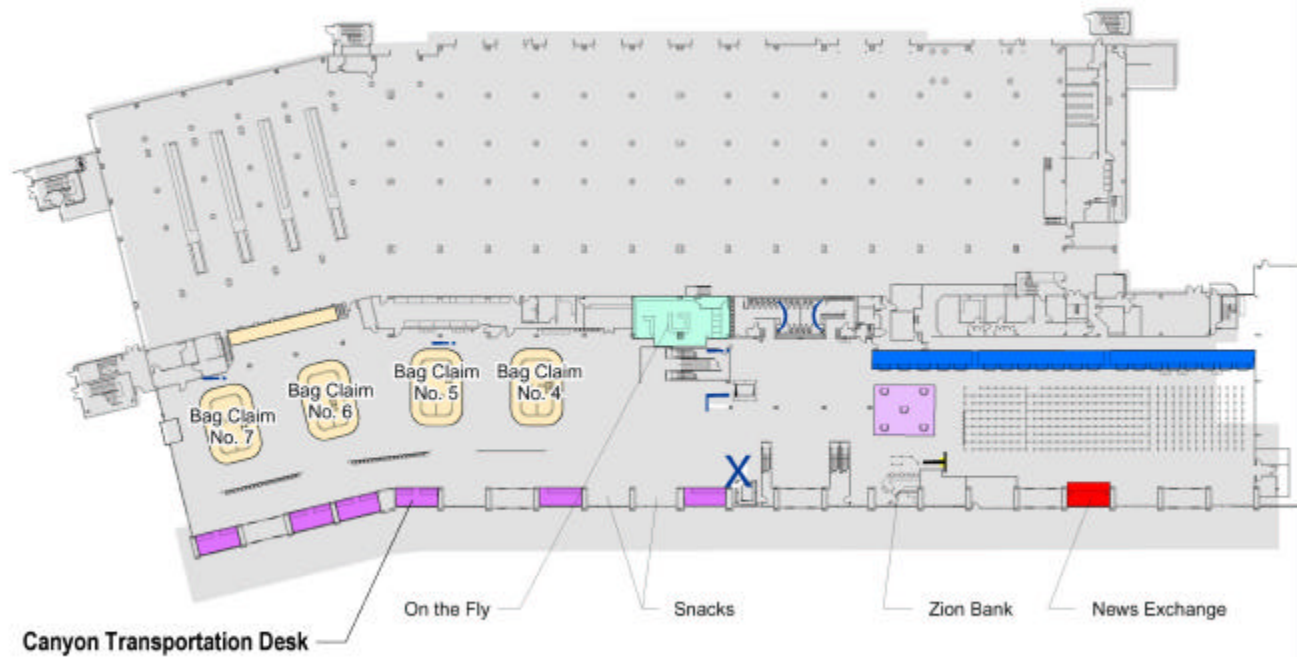 Bag Claim
No. 4
Bag Claim
No. 5
Bag Claim
No. 6
Bag Claim
No. 7
X
On the Fly
Snacks
Zion Bank
News Exchange
Canyon Transportation Desk